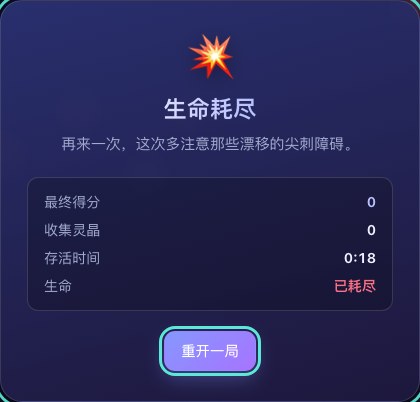 生命耗尽
再来一次，这次多注意那些漂移的尖刺障碍。
最终得分 0
收集灵晶 0
存活时间 0:18
生命 已耗尽
重开一局